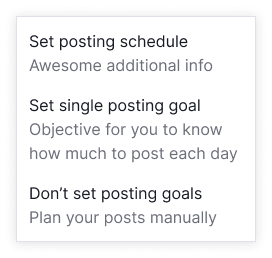 Set posting schedule
Awesome additional info
Set single posting goal
Objective for you to know
how much to post each day
Don’t set posting goals
Plan your posts manually